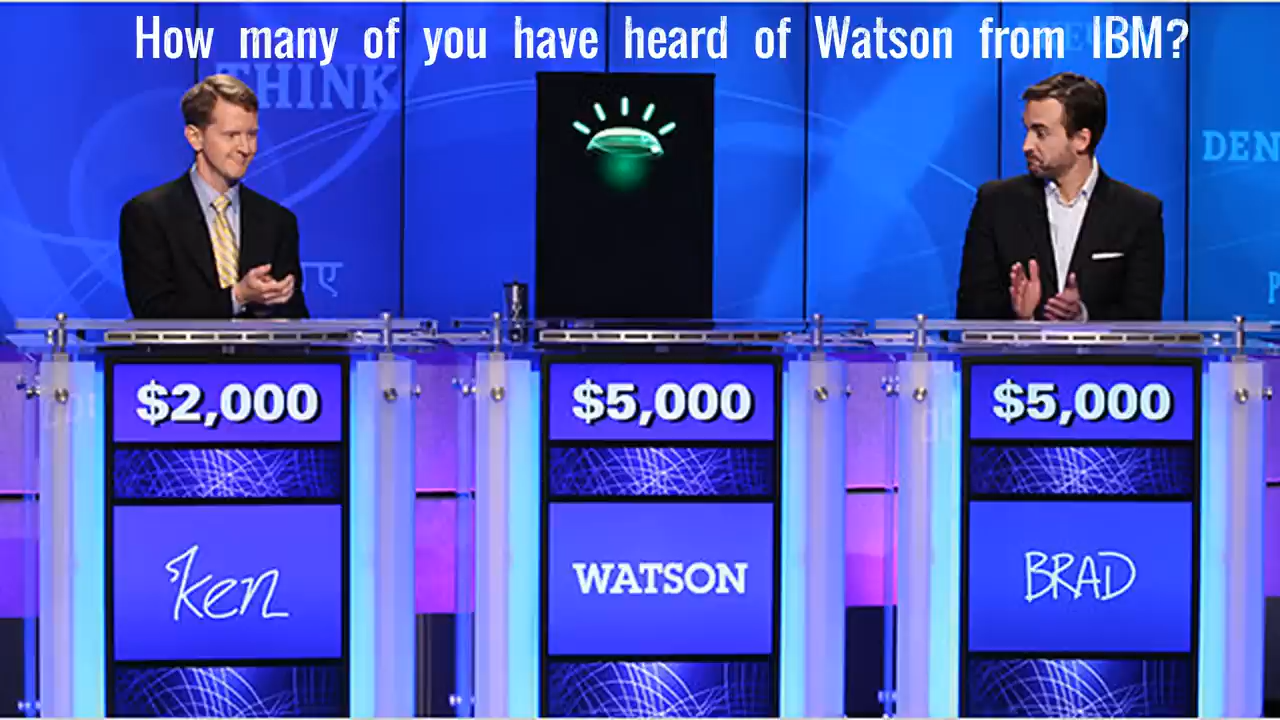 How many of you have heard of Watson from IBM?
THINK
DEN
ए
P
$2,000
$5,000
$5,000
ken
WATSON
BRAD